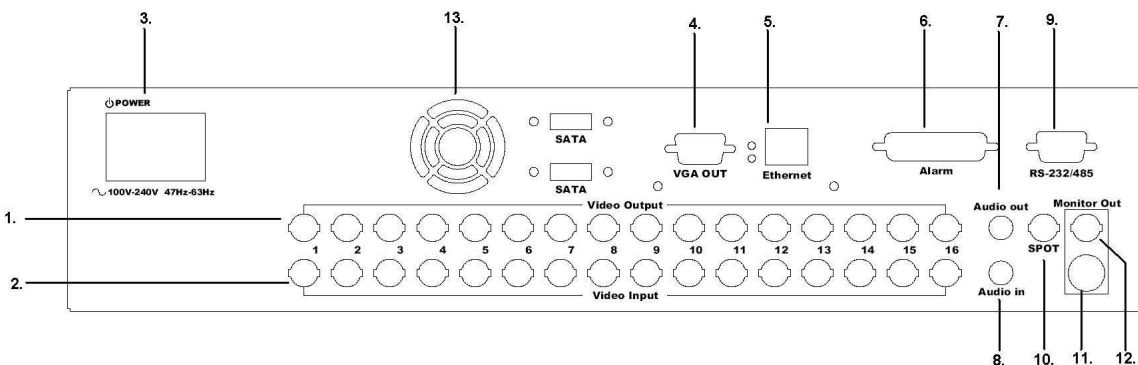 3. 13. 4. 5. 6. 7. 9.
POWER
SATA
100V-240V 47Hz-63Hz
SATA
VGA OUT Ethernet Alarm RS-232/485
1. Video Output Audio out Monitor Out
1 2 3 4 5 6 7 8 9 10 11 12 13 14 15 16 SPOT
2. Video Input Audio in
8. 10. 11. 12.